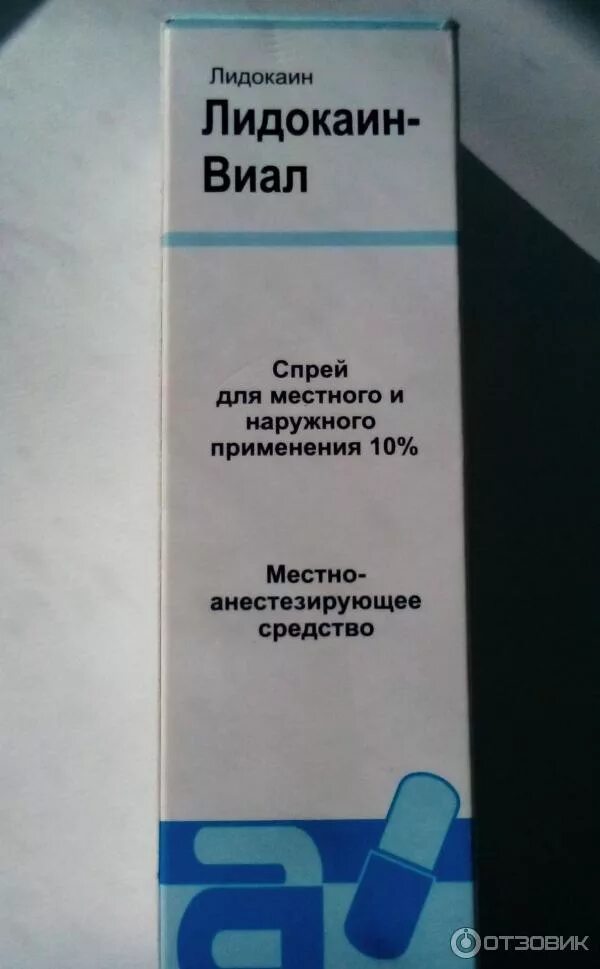 Лидокаин
Лидокаин-
Виал
Спрей
для местного и
наружного
применения 10%
Местно-
анестезирующее
средство
ОТЗОВИК